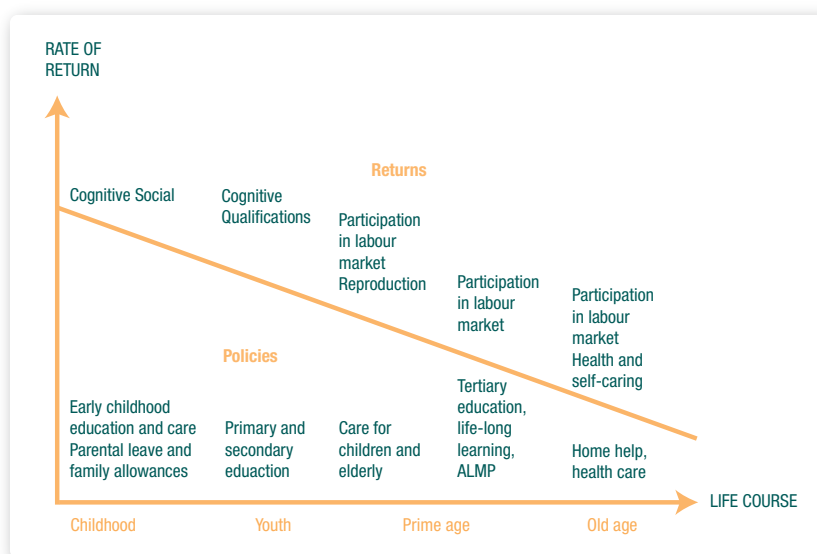 RATE OF
RETURN
Returns
Cognitive Social
Cognitive
Qualifications
Participation
in labour
market
Reproduction
Participation
in labour
market
Participation
in labour
market
Health and
self-caring
Policies
Early childhood
education and care
Parental leave and
family allowances
Primary and
secondary
eduaction
Care for
children and
elderly
Tertiary
education,
life-long
learning,
ALMP
Home help,
health care
LIFE COURSE
Childhood
Youth
Prime age
Old age